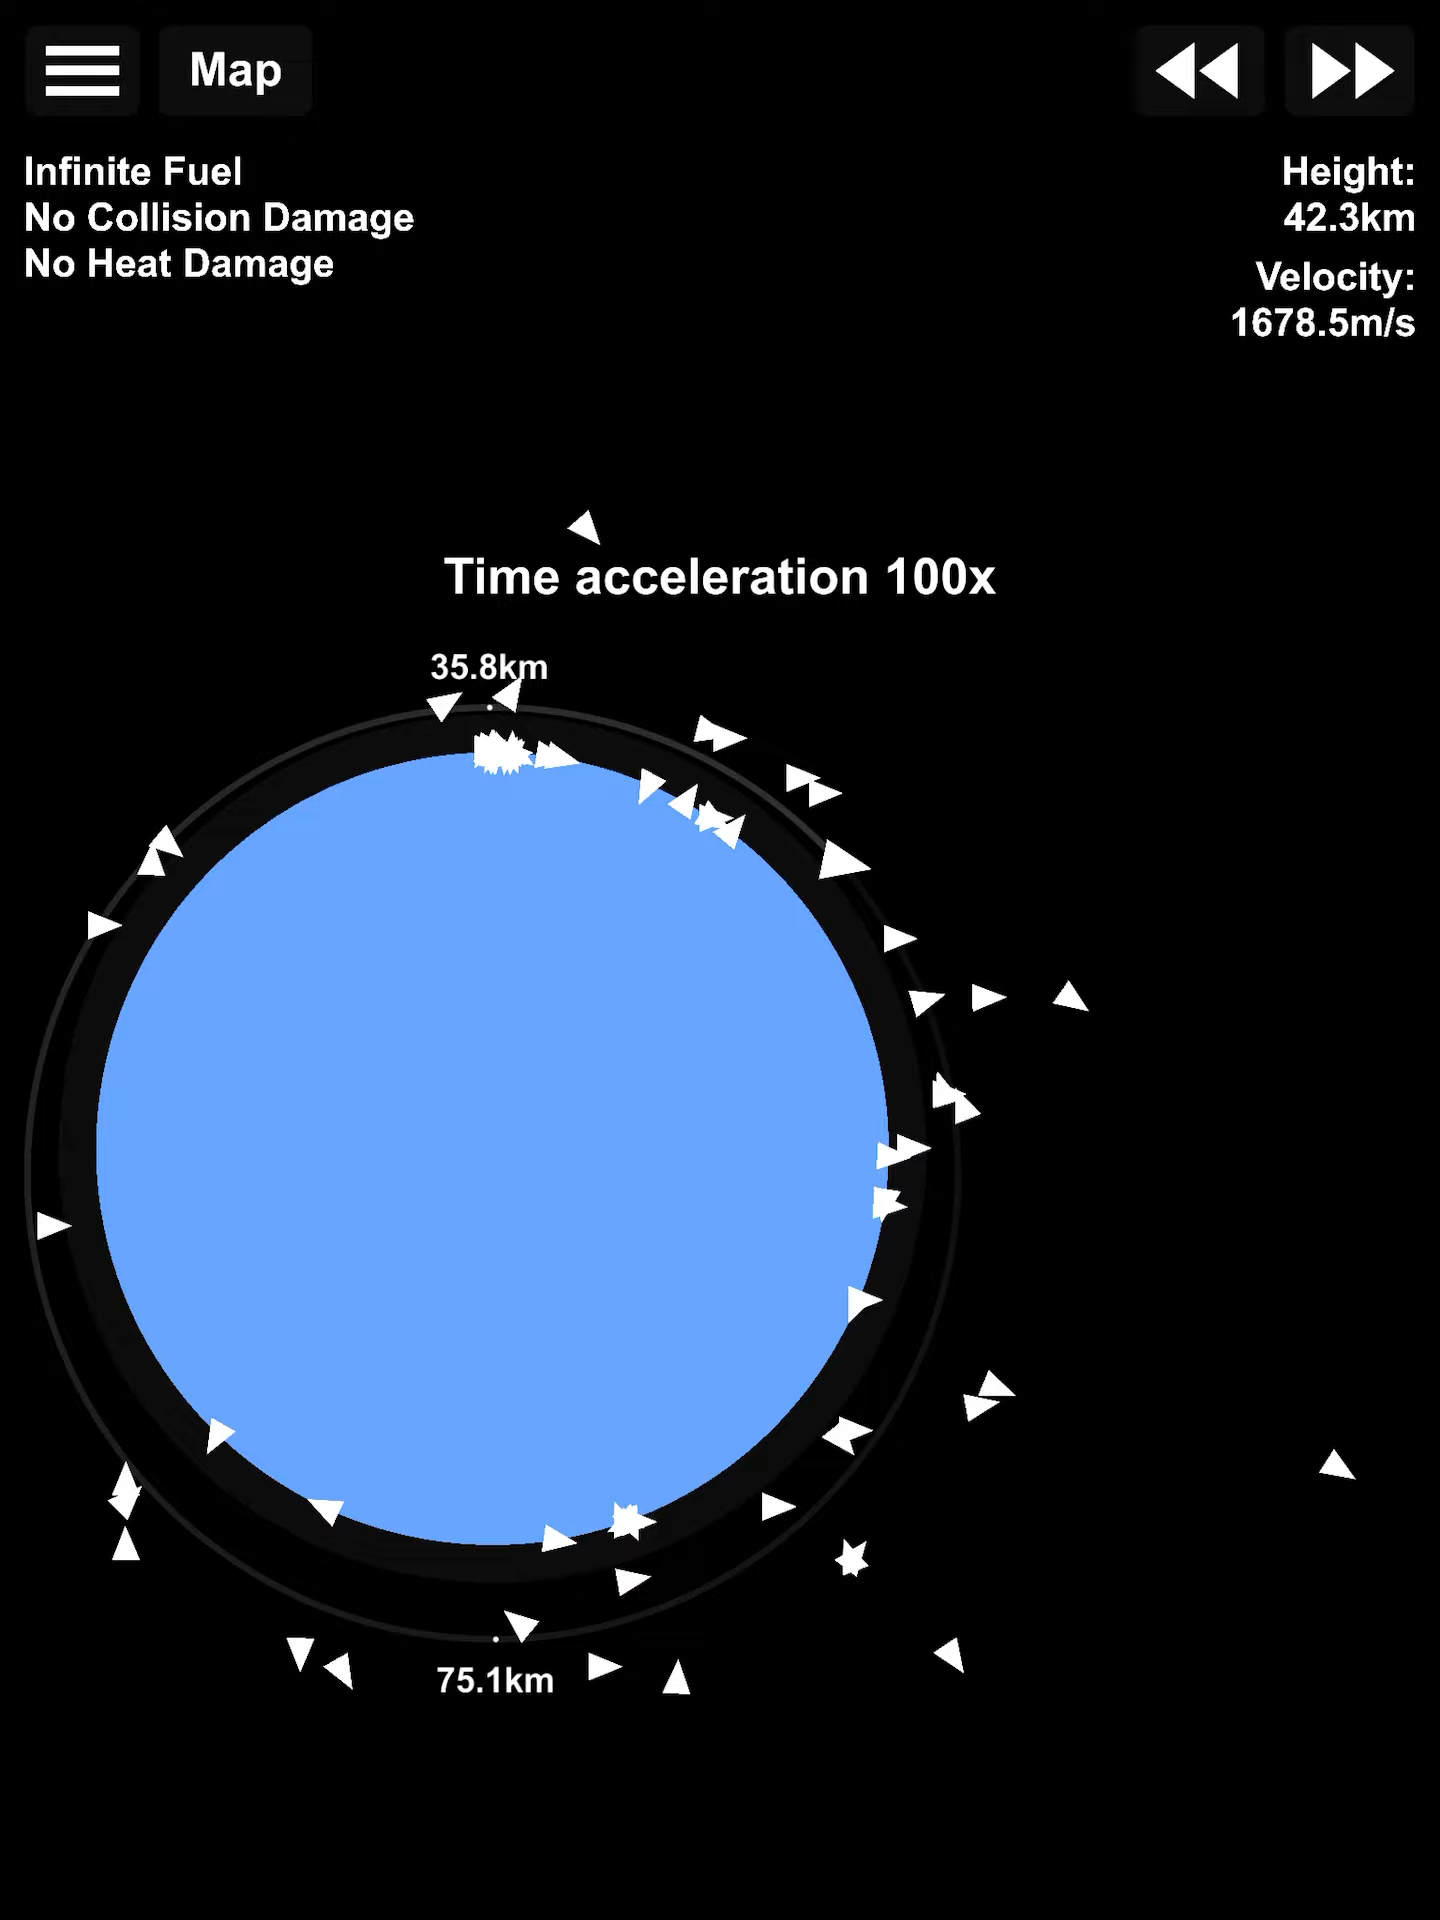 Map
Infinite Fuel
No Collision Damage
No Heat Damage
Height:
42.3km
Velocity:
1678.5m/s
Time acceleration 100x
35.8km
75.1km